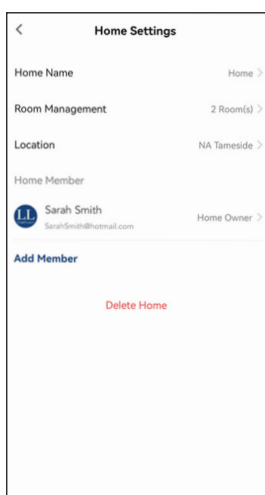 Home Settings
Home Name Home
Room Management 2 Room(s)
Location NA Tameside
Home Member
LL
Sarah Smith
SarahSmith@hotmail.com
Home Owner
Add Member
Delete Home